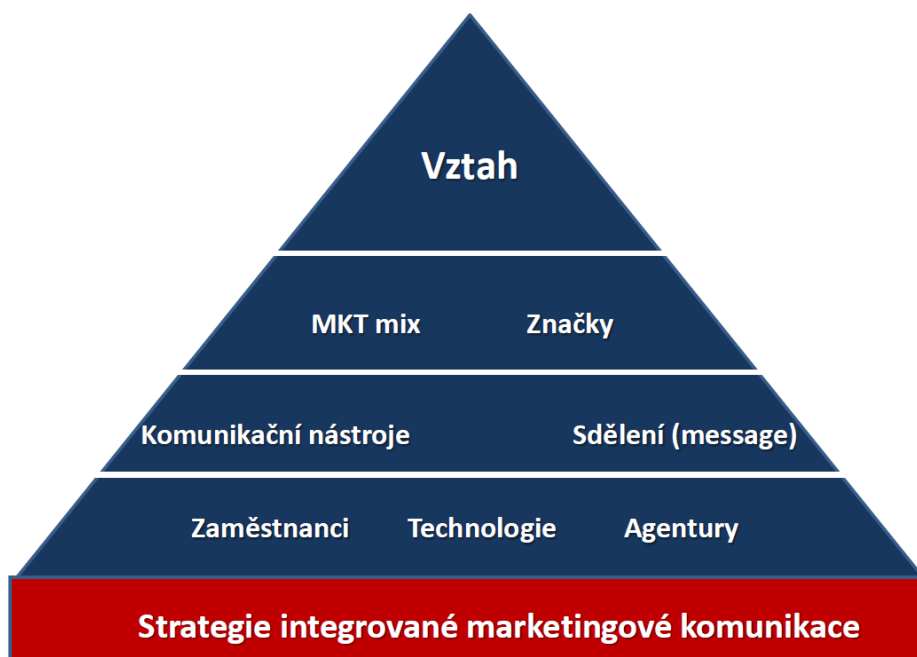 Vztah
MKT mix Značky
Komunikační nástroje Sdělení (message)
Zaměstnanci Technologie Agentury
Strategie integrované marketingové komunikace